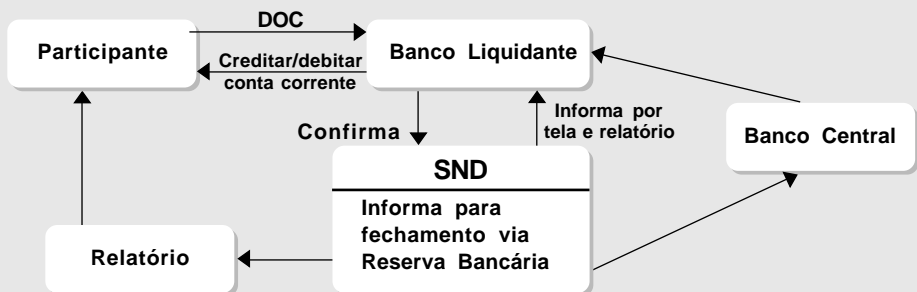 DOC
Participante
Banco Liquidante
Creditar/debitar
conta corrente
Confirma
Informa por
tela e relatório
Banco Central
SND
Informa para
fechamento via
Reserva Bancária
Relatório